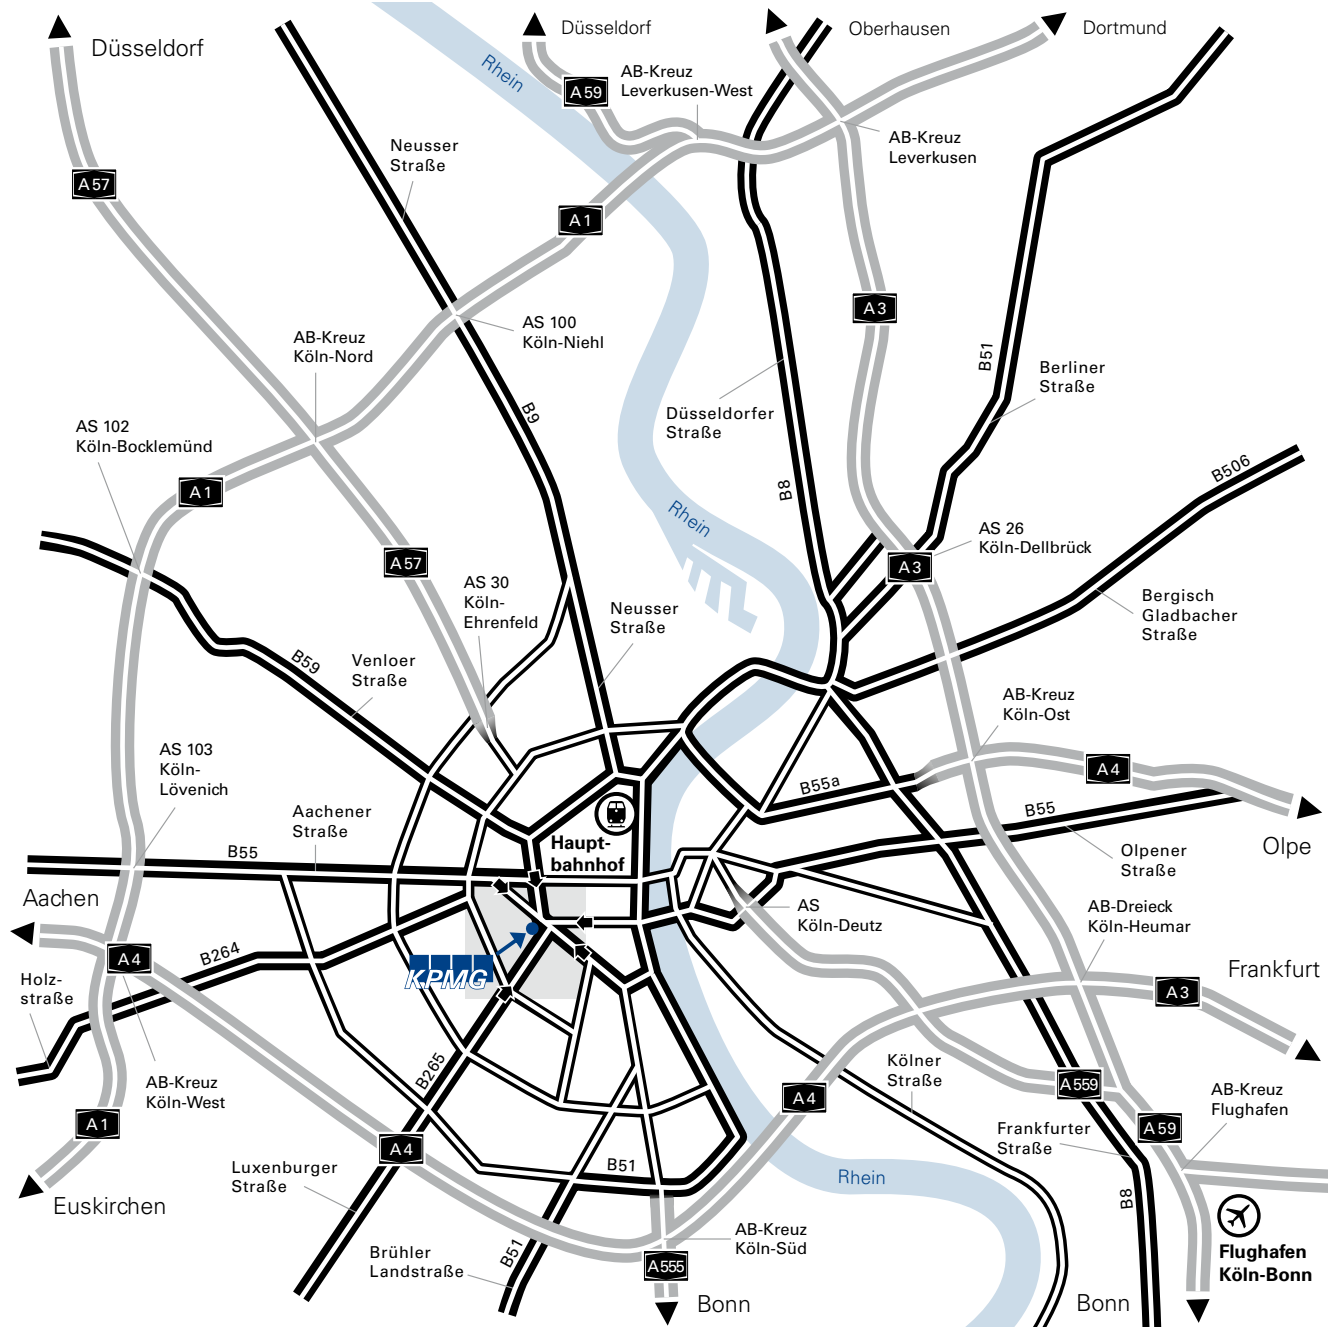 Düsseldorf
Düsseldorf
Oberhausen
Dortmund
Rhein
AB-Kreuz
Leverkusen-West
A59
AB-Kreuz
Leverkusen
Neusser
Straße
A57
A1
A3
AS 100
Köln-Niehl
AB-Kreuz
Köln-Nord
B51
Berliner
Straße
B9
Düsseldorfer
Straße
AS 102
Köln-Bocklemünd
B506
A1
B8
Rhein
AS 26
Köln-Dellbrück
A57
A3
AS 30
Köln-
Ehrenfeld
Neusser
Straße
Bergisch
Gladbacher
Straße
B59
Venloer
Straße
AB-Kreuz
Köln-Ost
AS 103
Köln-
Lövenich
A4
B55a
Aachener
Straße
B55
Haupt-
bahnhof
Olpe
B55
Olpener
Straße
Aachen
AS
Köln-Deutz
AB-Dreieck
Köln-Heumar
B264
A4
KPMG
Frankfurt
Holz-
straße
A3
B265
Kölner
Straße
AB-Kreuz
Köln-West
A4
A559
AB-Kreuz
Flughafen
A1
A59
Frankfurter
Straße
A4
Luxenburger
Straße
B51
Rhein
B8
Euskirchen
AB-Kreuz
Köln-Süd
Brühler
Landstraße
B51
A555
Flughafen
Köln-Bonn
Bonn
Bonn